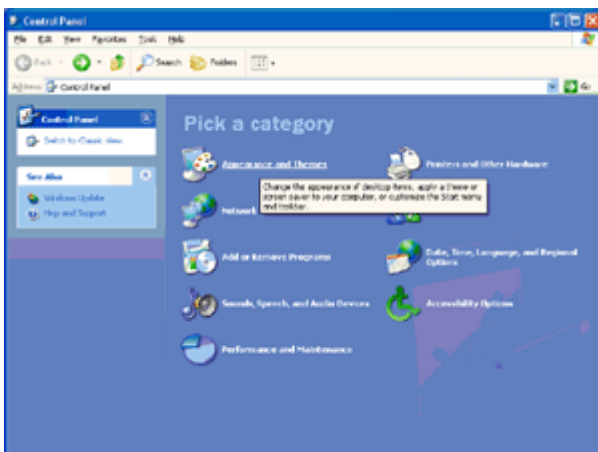 Control Panel
File Edit View Favorites Tools Help
Back Search Folders
Address Control Panel Go
Control Panel
Switch to Classic View
See Also
Windows Update
Help and Support
Pick a category
Appearance and Themes
Printers and Other Hardware
Change the appearance of desktop items, apply a theme or
screen saver to your computer, or customize the Start menu
and taskbar.
Network
Add or Remove Programs
Date, Time, Language, and Regional
Options
Sounds, Speech, and Audio Devices
Accessibility Options
Performance and Maintenance